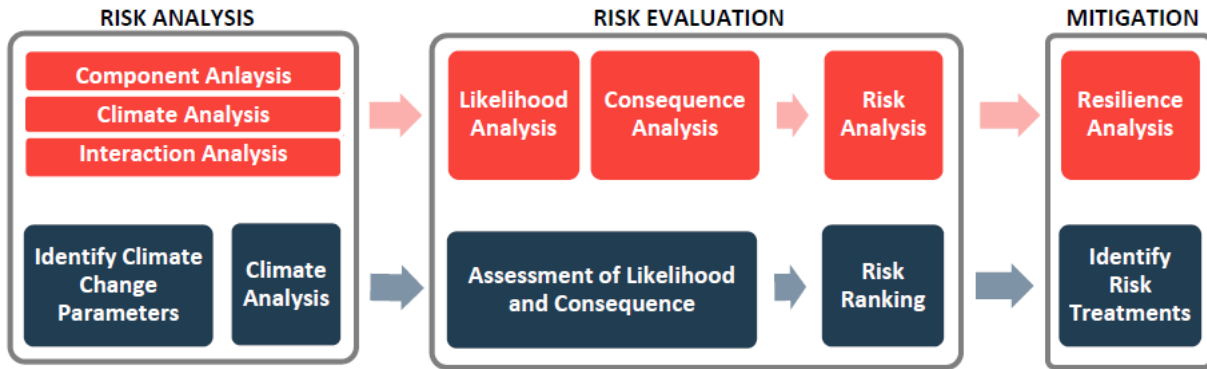 RISK ANALYSIS
RISK EVALUATION
MITIGATION
Component Anlaysis
Climate Analysis
Interaction Analysis
Likelihood
Analysis
Consequence
Analysis
Risk
Analysis
Resilience
Analysis
Identify Climate
Change
Parameters
Climate
Analysis
Assessment of Likelihood
and Consequence
Risk
Ranking
Identify
Risk
Treatments